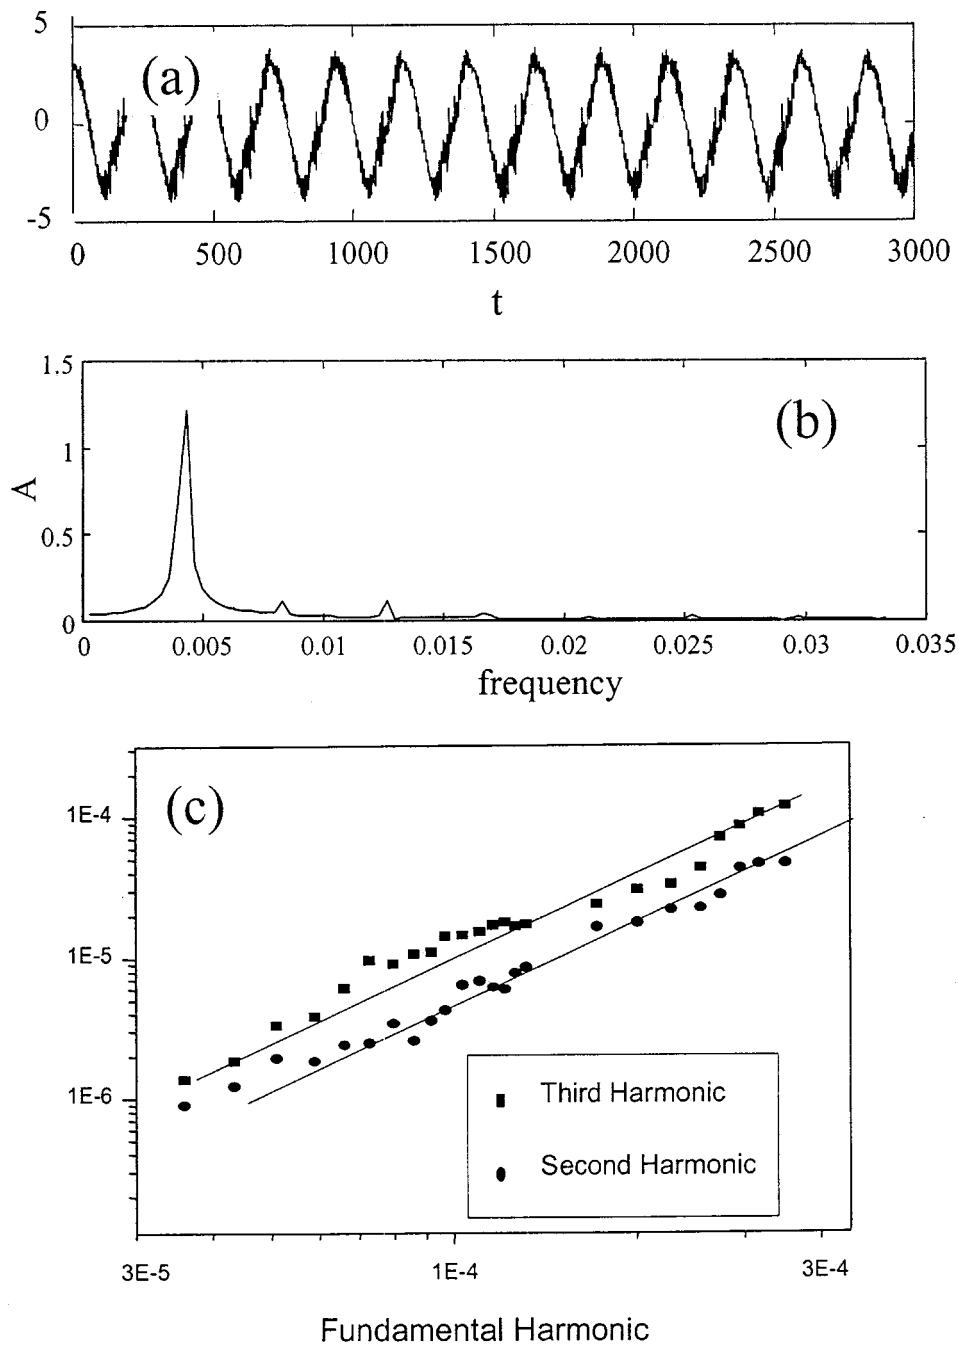 5
(a)
0
-5
0 500 1000 1500 2000 2500 3000
t
1.5
(b)
1
A
0.5
0
0 0.005 0.01 0.015 0.02 0.025 0.03 0.035
frequency
(c)
1E-4
1E-5
1E-6
Third Harmonic
Second Harmonic
3E-5 1E-4 3E-4
Fundamental Harmonic